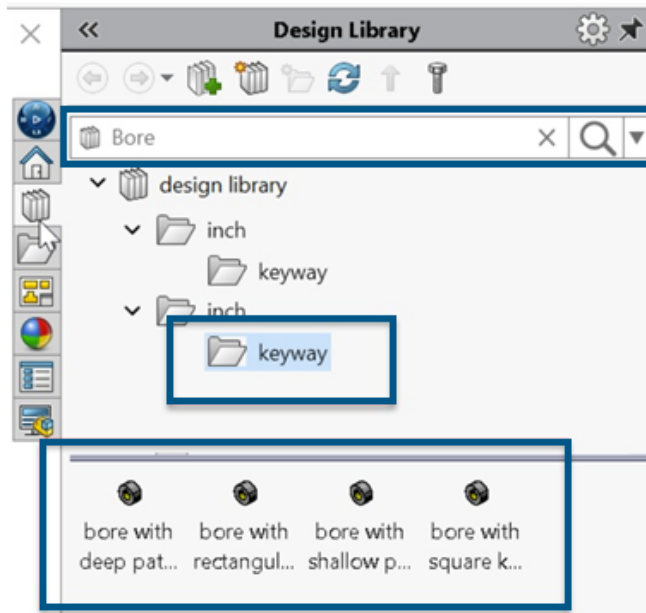 Design Library
Bore
design library
inch
keyway
inch
keyway
bore with bore with bore with bore with
deep pat... rectangul... shallow p... square k...